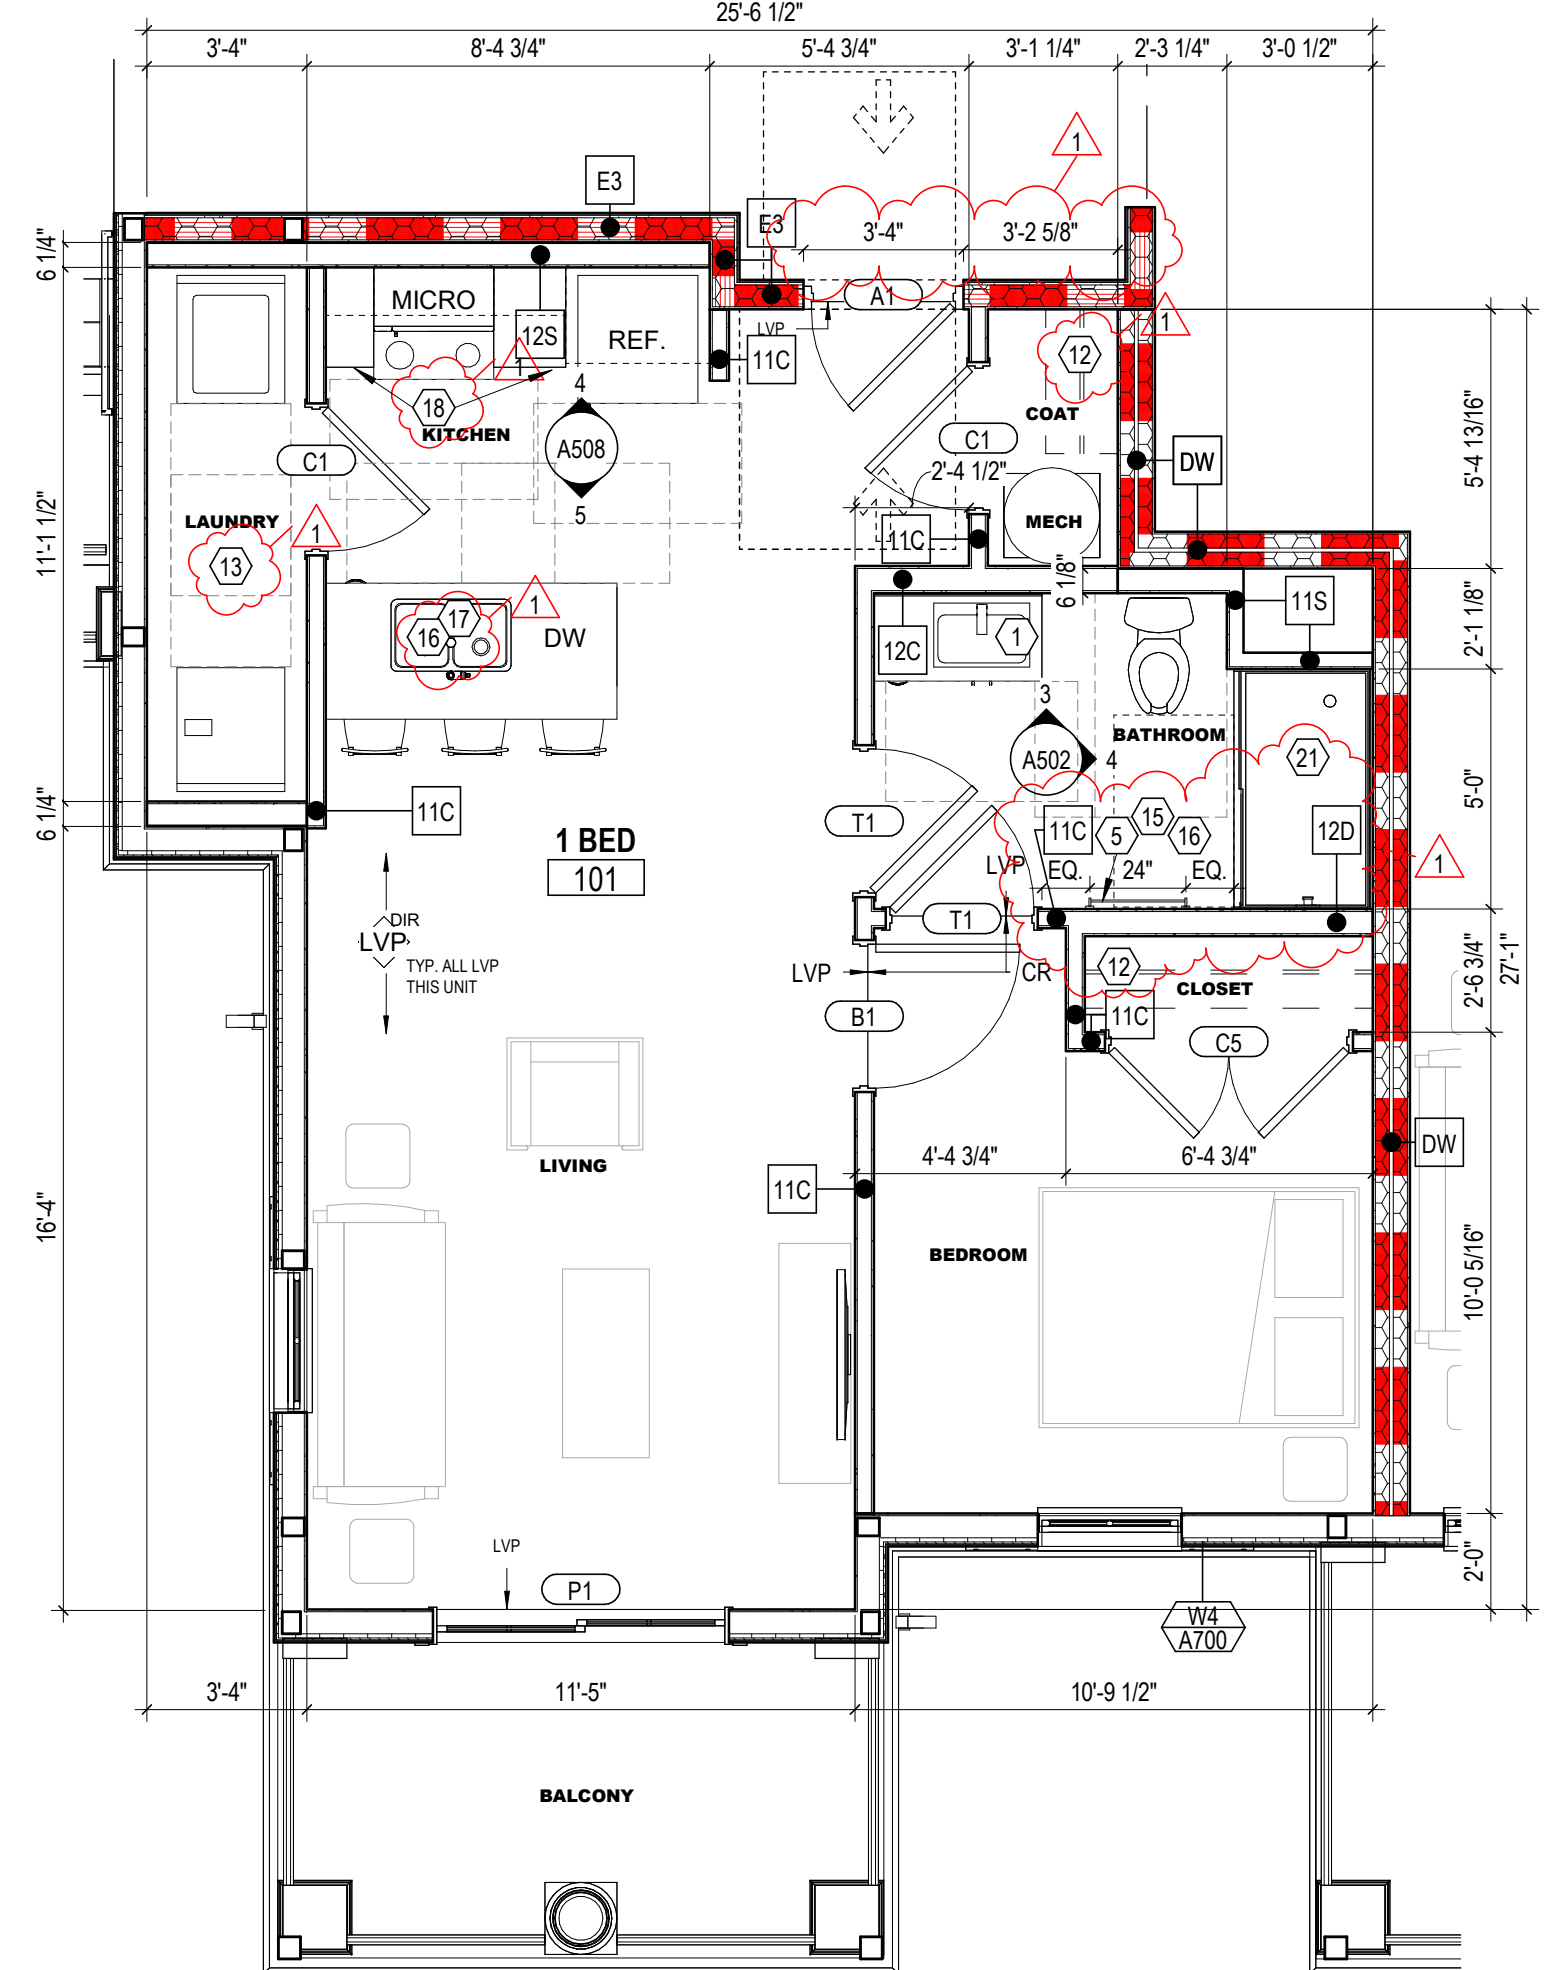 25'-6 1/2"
3'-4"
8'-4 3/4"
5'-4 3/4"
3'-1 1/4"
2'-3 1/4"
3'-0 1/2"
1
E3
E3
3'-4"
3'-2 5/8"
6 1/4"
A1
MICRO
12S
REF.
LVP
11C
1
12
1
18
4
KITCHEN
A508
5
COAT
C1
2'-4 1/2"
C1
DW
5'-4 13/16"
LAUNDRY
1
13
11'-1 1/2"
MECH
11C
6 1/8"
1
17
16
DW
12C
1
11S
2'-1 1/8"
3
BATHROOM
A502
4
21
5'-0"
6 1/4"
11C
T1
11C
5
15
16
12D
1 BED
101
LVP
EQ.
24"
EQ.
1
DIR
LVP
TYP. ALL LVP
THIS UNIT
T1
LVP
CR
12
CLOSET
2'-6 3/4"
27'-1"
B1
11C
C5
LIVING
4'-4 3/4"
6'-4 3/4"
DW
11C
16'-4"
BEDROOM
10'-0 5/16"
LVP
P1
2'-0"
W4
A700
3'-4"
11'-5"
10'-9 1/2"
BALCONY